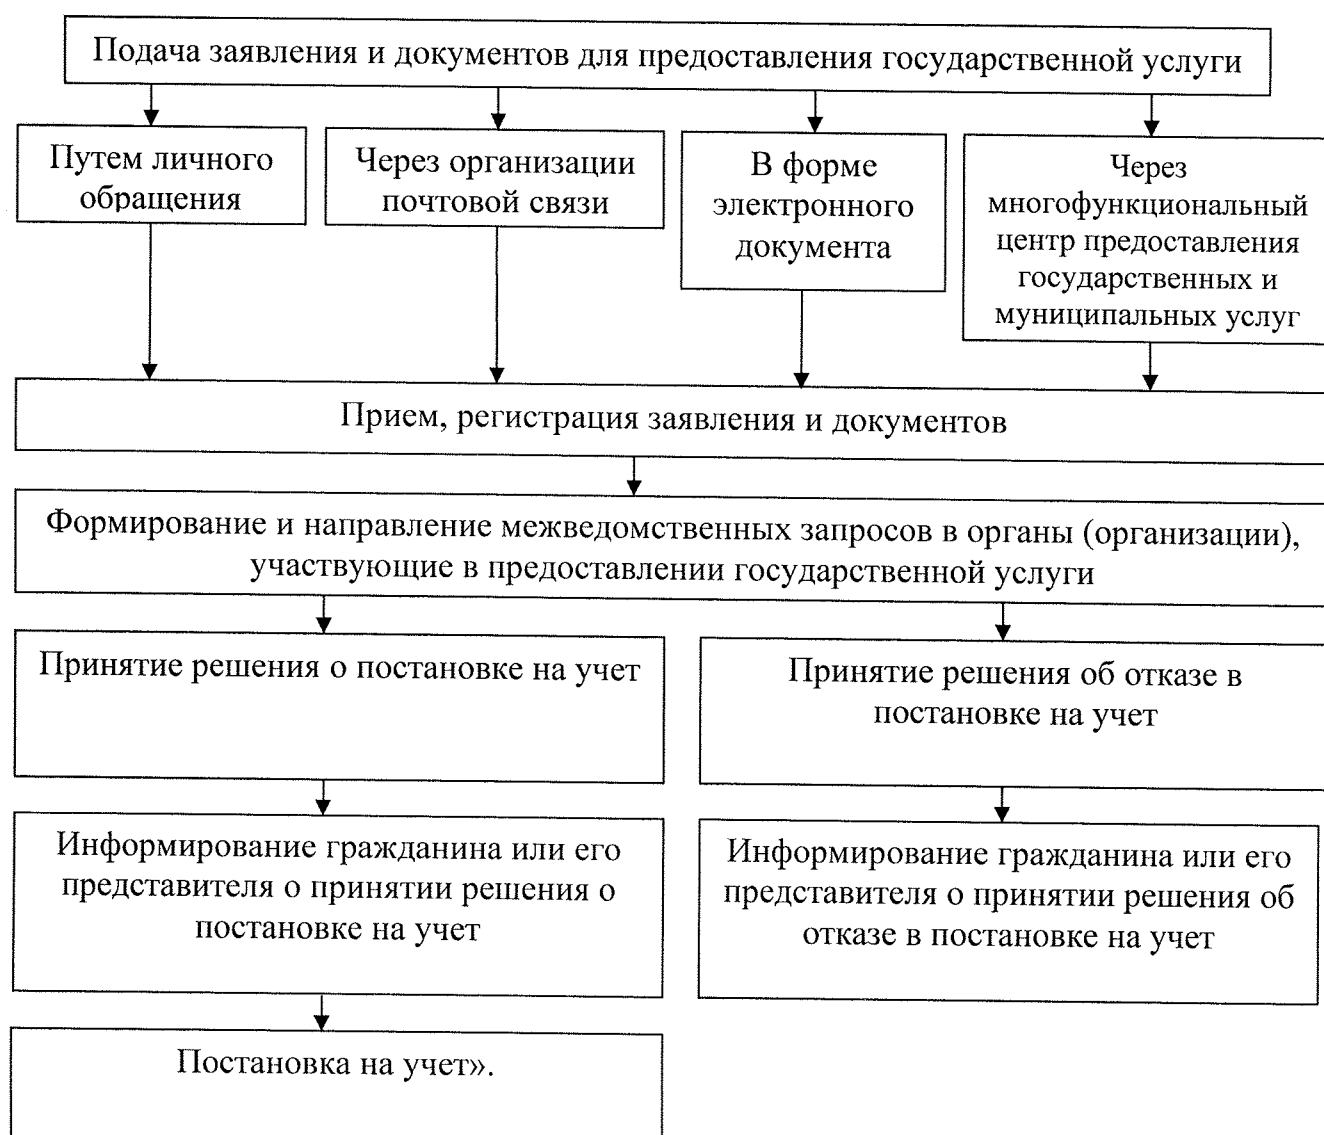 Подача заявления и документов для предоставления государственной услуги
Путем личного
обращения
Через организации
почтовой связи
В форме
электронного
документа
Через
многофункциональный
центр предоставления
государственных и
муниципальных услуг
Прием, регистрация заявления и документов
Формирование и направление межведомственных запросов в органы (организации),
участвующие в предоставлении государственной услуги
Принятие решения о постановке на учет
Принятие решения об отказе в
постановке на учет
Информирование гражданина или его
представителя о принятии решения о
постановке на учет
Информирование гражданина или его
представителя о принятии решения об
отказе в постановке на учет
Постановка на учет».